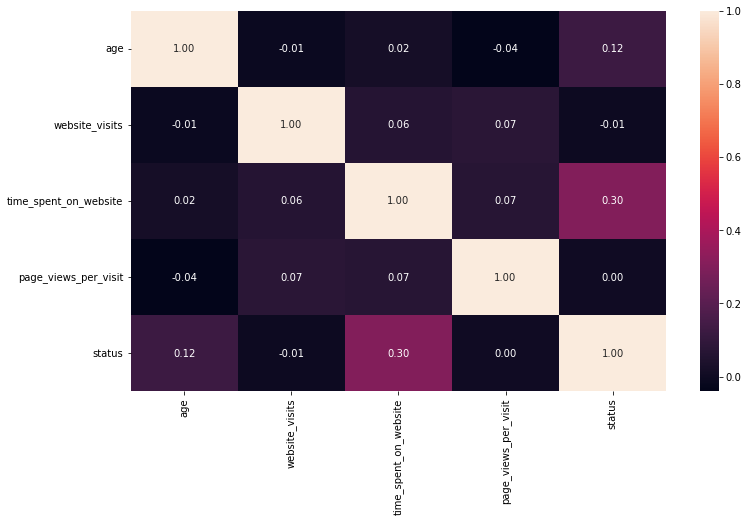 age 1.00 -0.01 0.02 -0.04 0.12
website_visits -0.01 1.00 0.06 0.07 -0.01
time_spent_on_website 0.02 0.06 1.00 0.07 0.30
page_views_per_visit -0.04 0.07 0.07 1.00 0.00
status 0.12 -0.01 0.30 0.00 1.00
age
website_visits
time_spent_on_website
page_views_per_visit
status
1.0
0.8
0.6
0.4
0.2
0.0